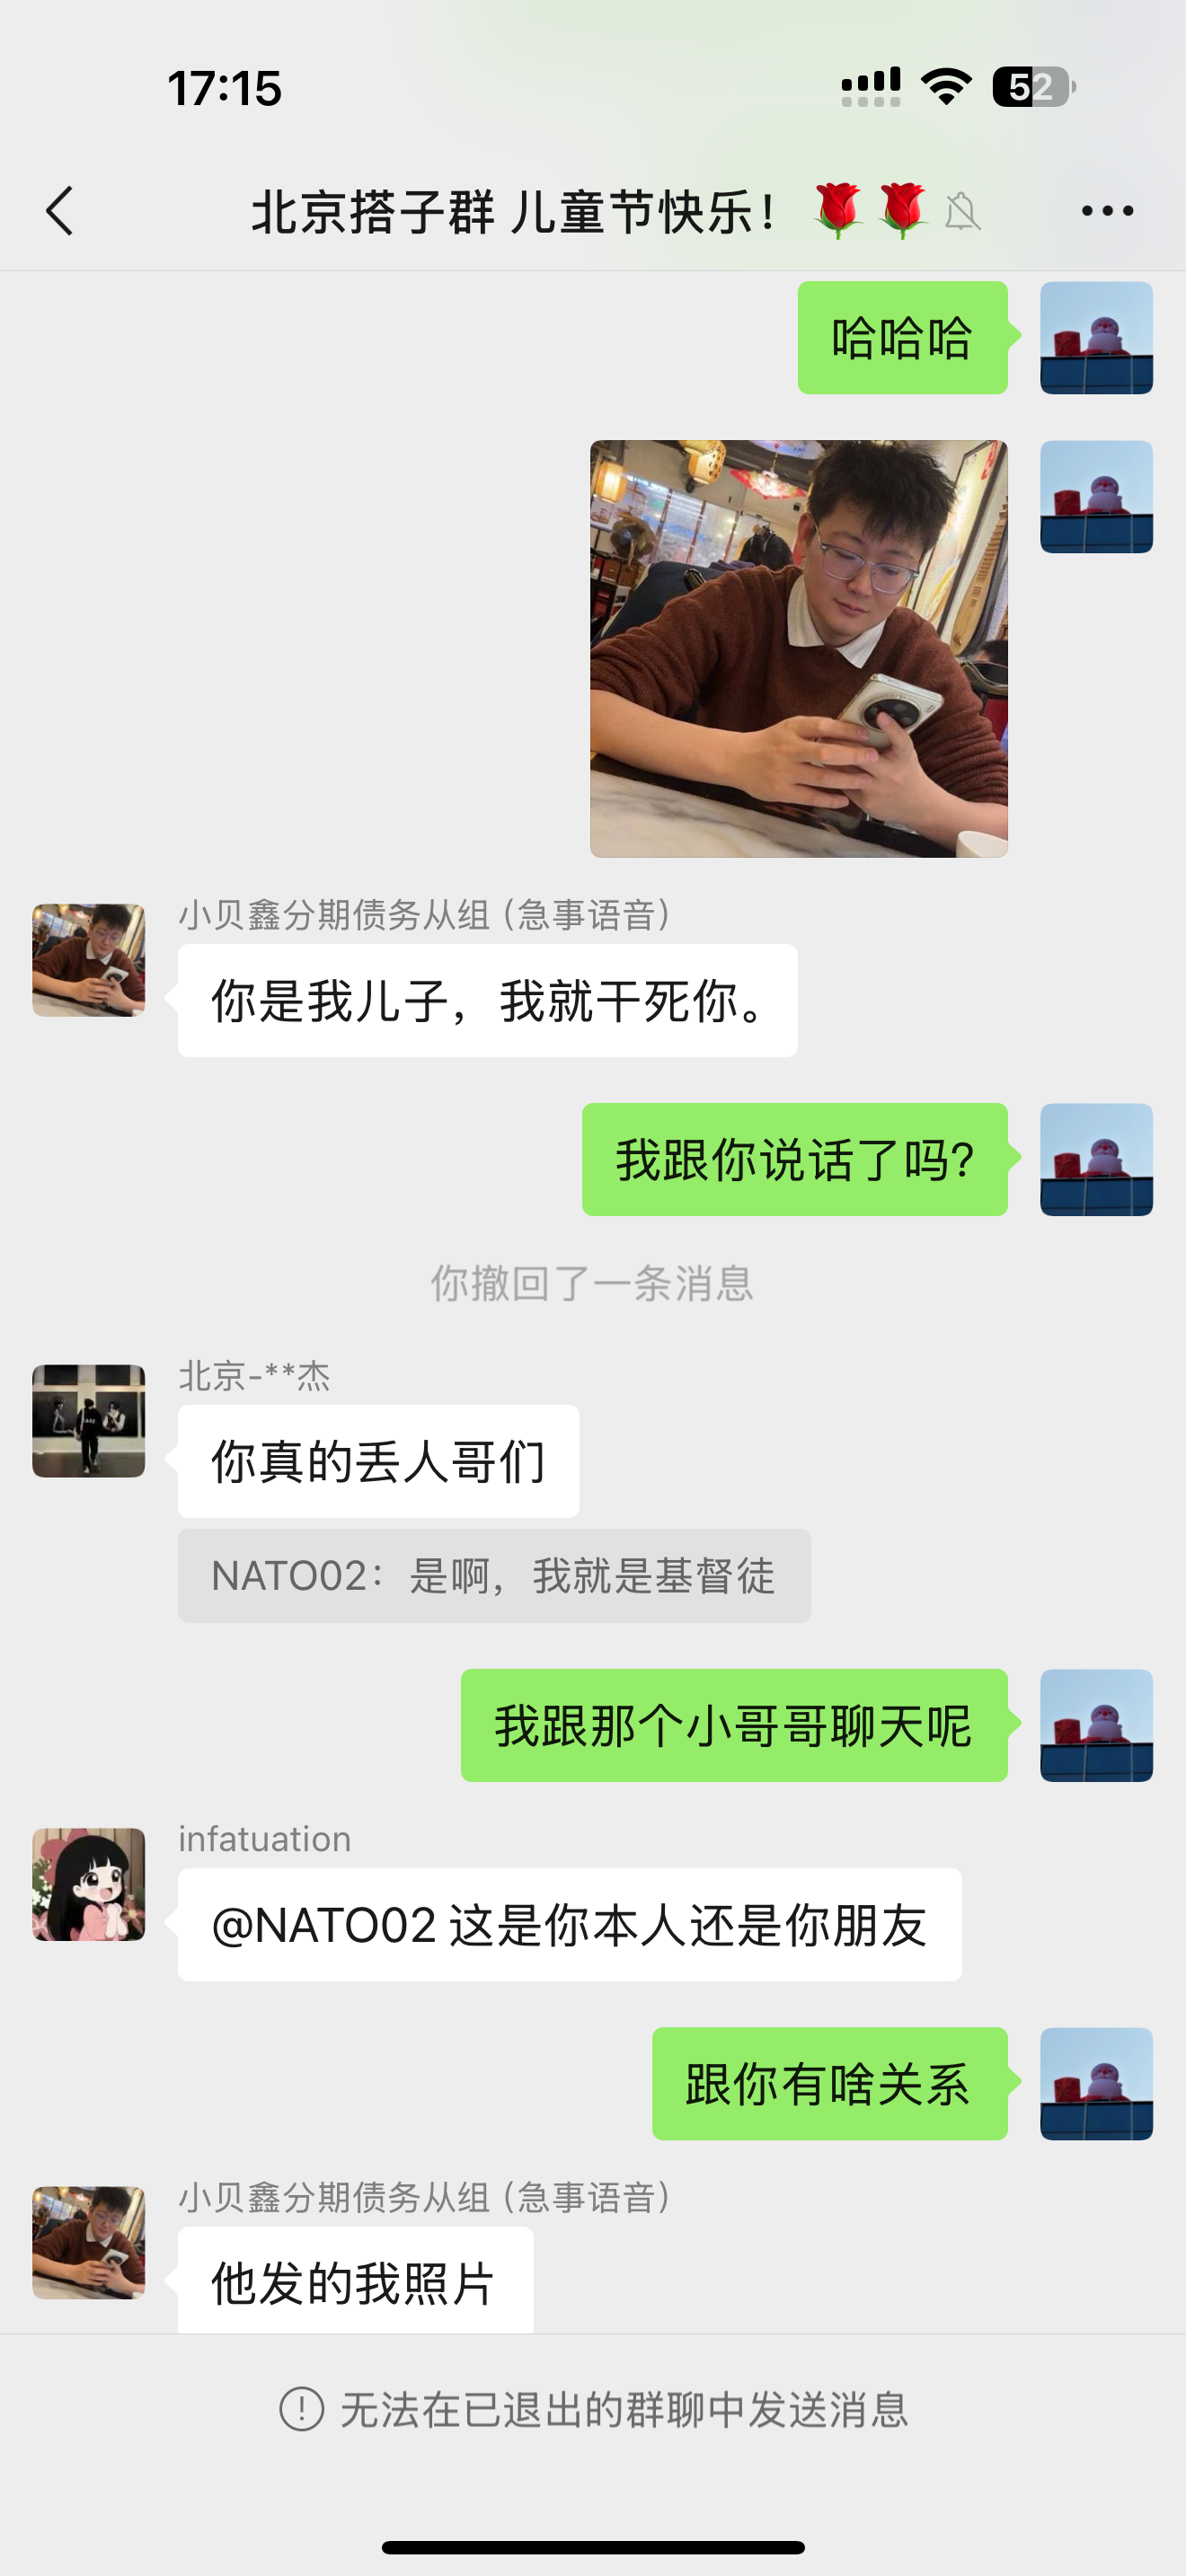 17:15
52
北京搭子群 儿童节快乐！🌹🌹
哈哈哈
小贝鑫分期债务从组（急事语音）
你是我儿子，我就干死你。
我跟你说话了吗?
你撤回了一条消息
北京-**杰
你真的丢人哥们
NATO02：是啊，我就是基督徒
我跟那个小哥哥聊天呢
infatuation
@NATO02 这是你本人还是你朋友
跟你有啥关系
小贝鑫分期债务从组（急事语音）
他发的我照片
无法在已退出的群聊中发送消息